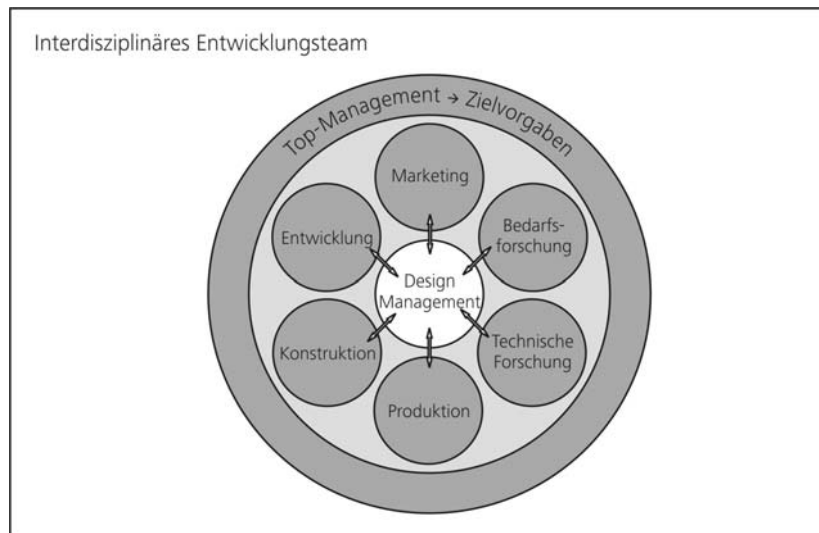 Interdisziplinäres Entwicklungsteam
Top-Management → Zielvorgaben
Marketing
Entwicklung
Bedarfs-
forschung
Design
Management
Konstruktion
Technische
Forschung
Produktion